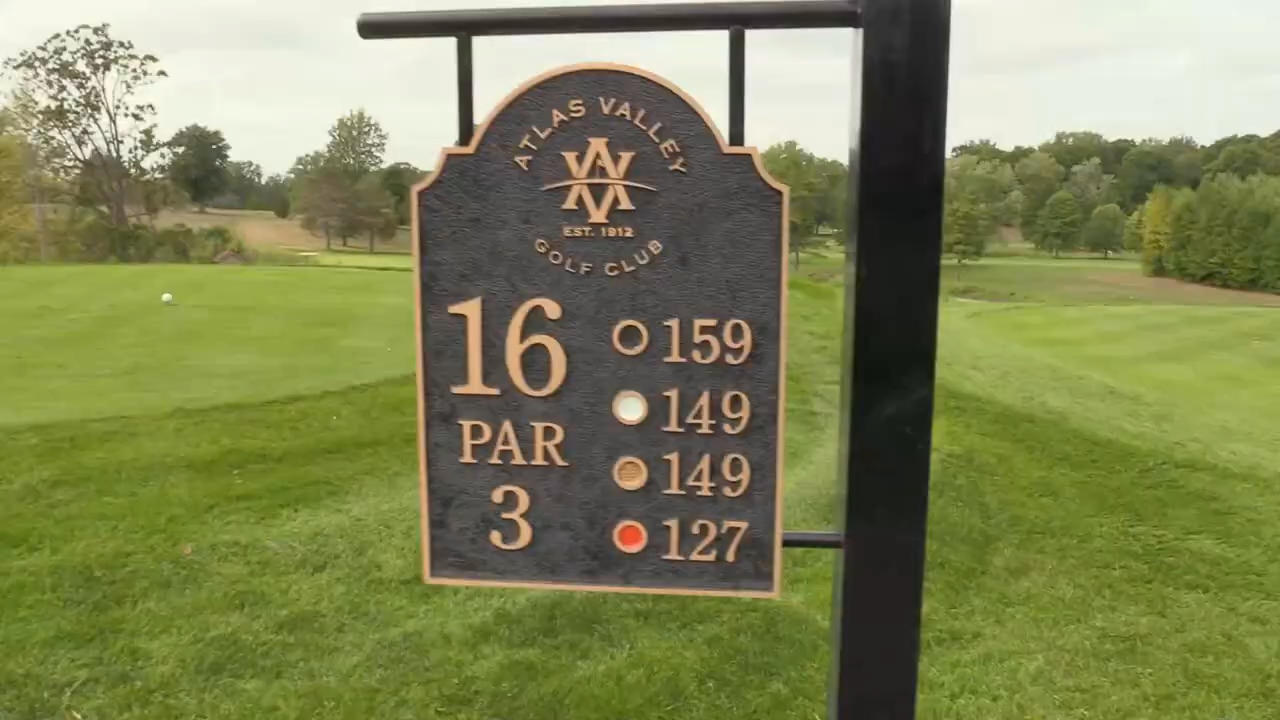 ATLAS VALLEY
AV
EST. 1912
GOLF CLUB
16
PAR
3
159
149
149
127